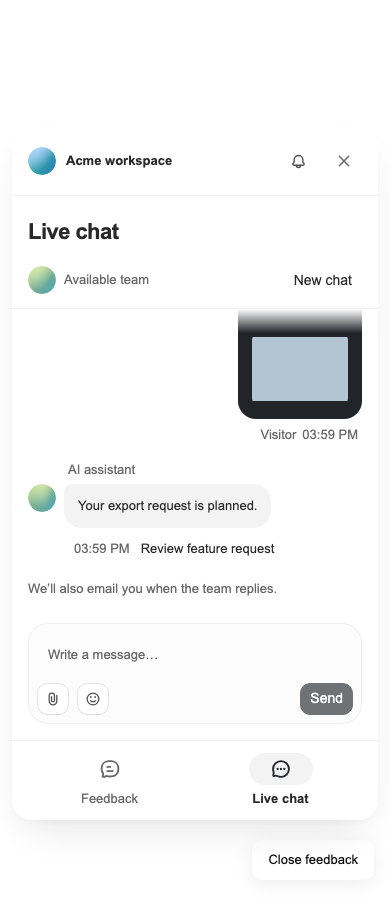 Acme workspace
Live chat
Available team
New chat
Visitor 03:59 PM
AI assistant
Your export request is planned.
03:59 PM Review feature request
We'll also email you when the team replies.
Write a message…
Send
Feedback
Live chat
Close feedback